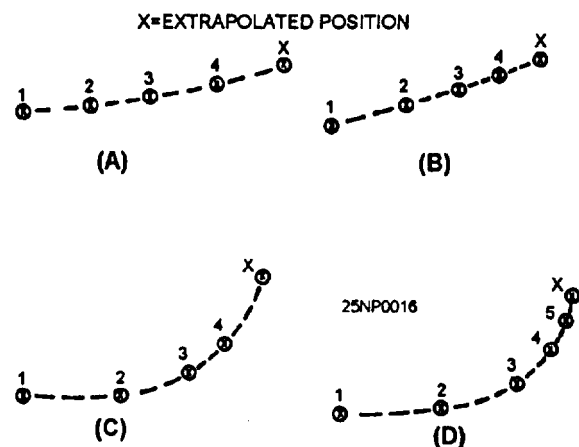 X=EXTRAPOLATED POSITION
1 2 3 4 X
(A)
1 2 3 4 X
(B)
1 2 3 4 X
(C)
25NP0016
1 2 3 4 5 X
(D)